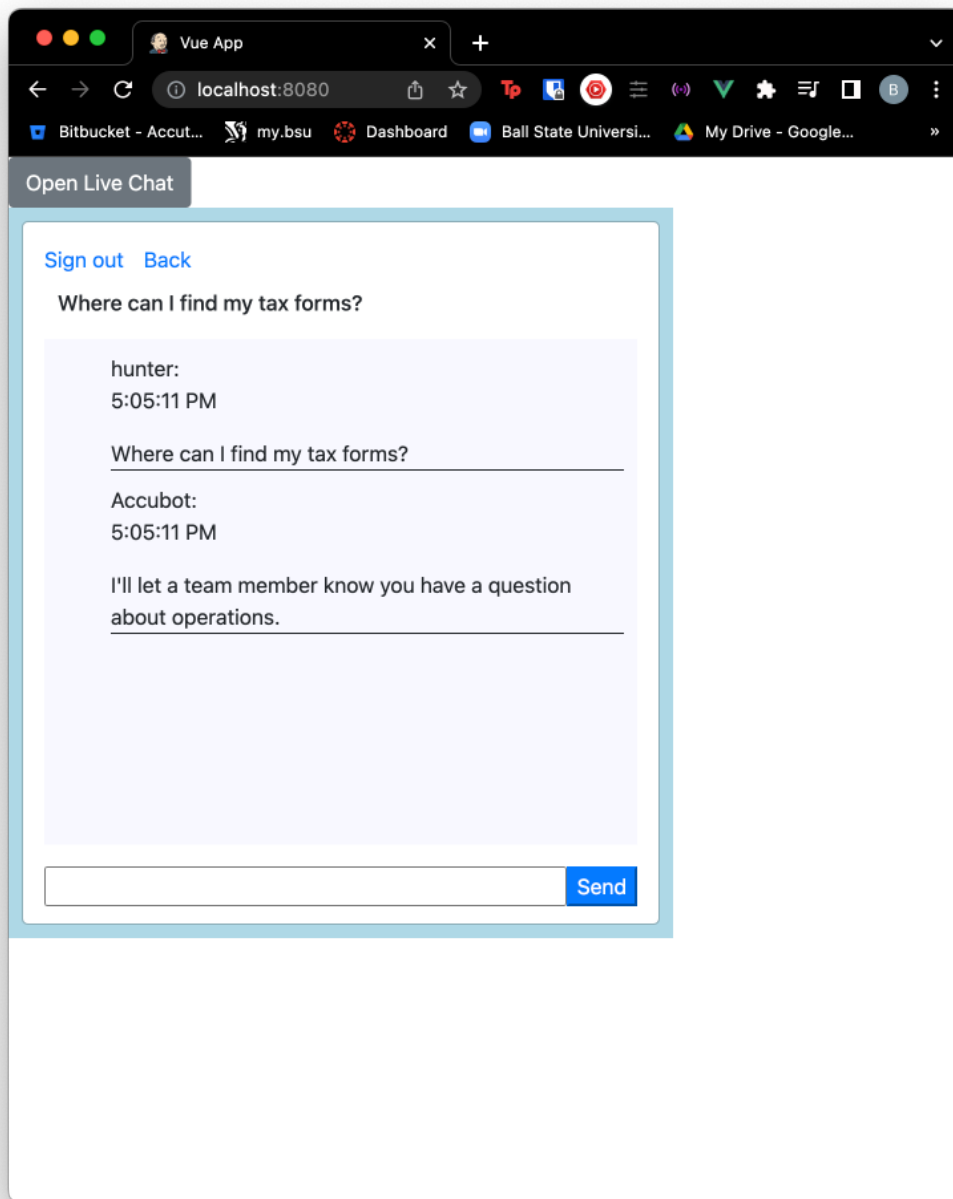 Vue App
localhost:8080
Tp
B
Bitbucket - Accut...
my.bsu
Dashboard
Ball State Universi...
My Drive - Google...
»
Open Live Chat
Sign out Back
Where can I find my tax forms?
hunter:
5:05:11 PM
Where can I find my tax forms?
Accubot:
5:05:11 PM
I'll let a team member know you have a question
about operations.
Send